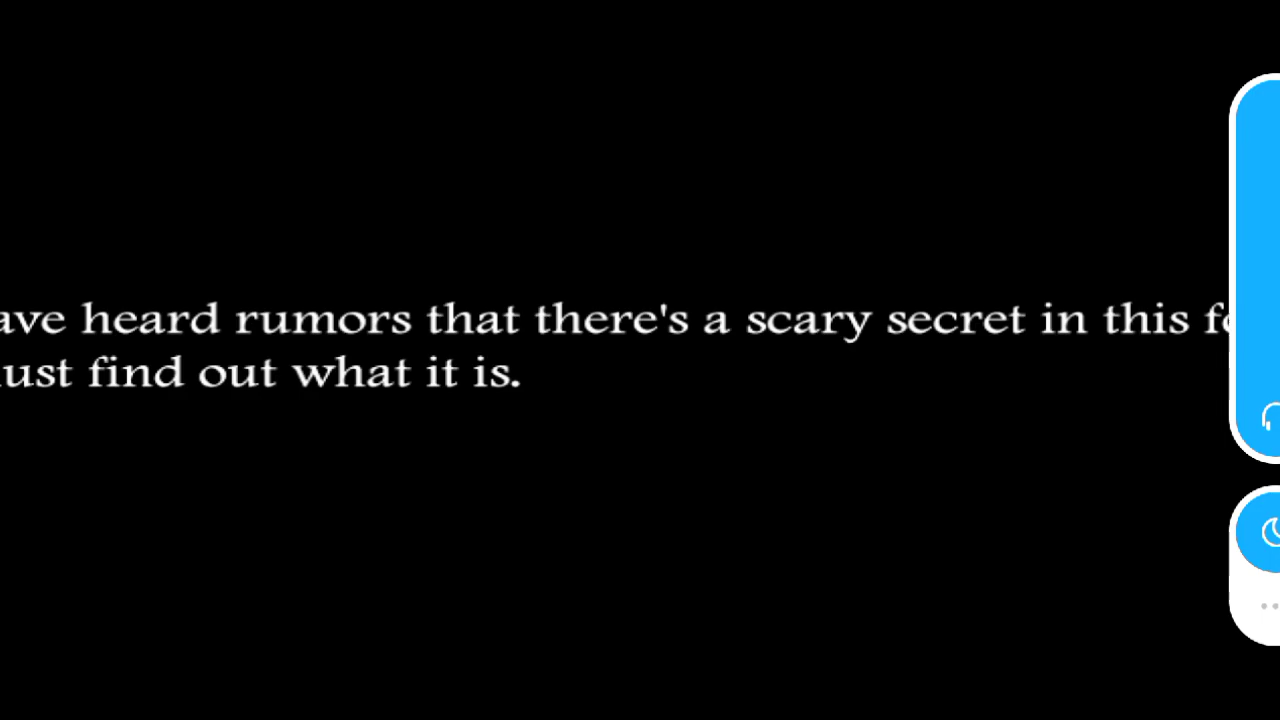 heard rumors that there's a scary secret in this
find out what it is.